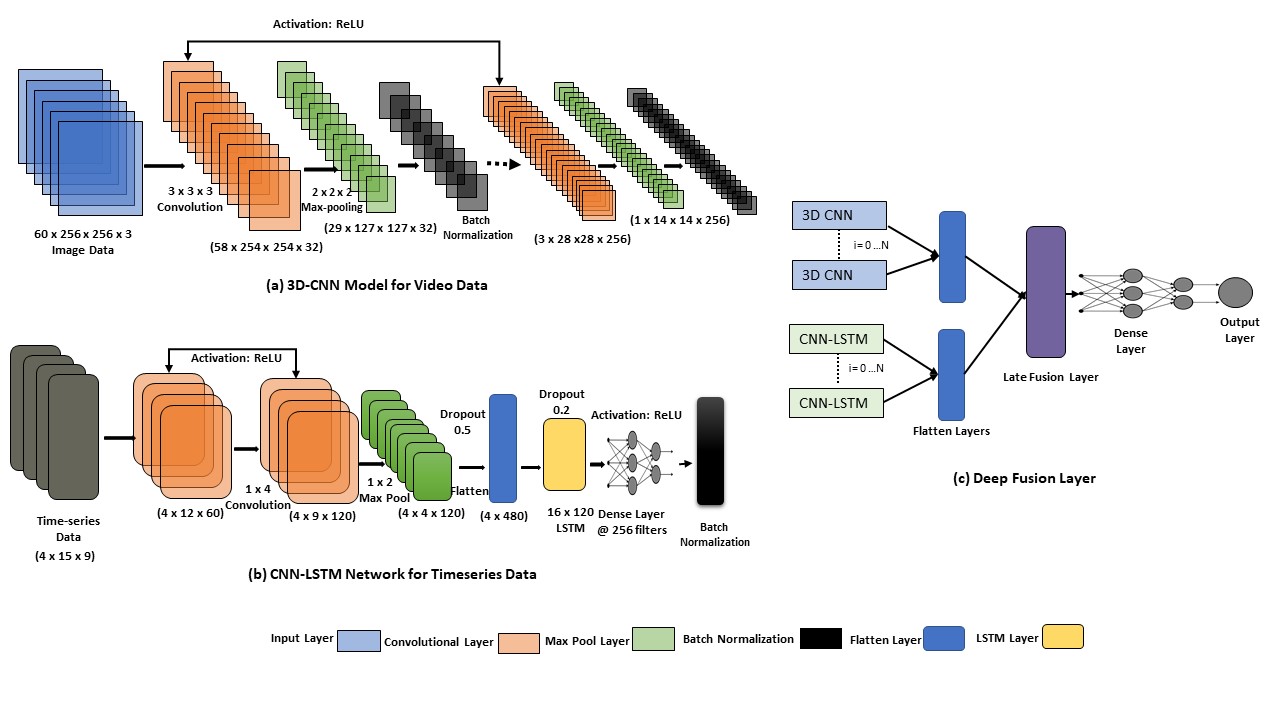 Activation: ReLU
3 x 3 x 3
Convolution
2 x 2 x 2
Max-pooling
60 x 256 x 256 x 3
Image Data
(58 x 254 x 254 x 32)
(29 x 127 x 127 x 32)
Batch
Normalization
(3 x 28 x28 x 256)
(1 x 14 x 14 x 256)
(a) 3D-CNN Model for Video Data
Activation: ReLU
Time-series
Data
(4 x 15 x 9)
(4 x 12 x 60)
1 x 4
Convolution
(4 x 9 x 120)
1 x 2
Max Pool
(4 x 4 x 120)
Dropout
0.5
Flatten
(4 x 480)
Dropout
0.2
16 x 120
LSTM
Activation: ReLU
Dense Layer
@ 256 filters
Batch
Normalization
(b) CNN-LSTM Network for Timeseries Data
3D CNN
i = 0 ...N
3D CNN
CNN-LSTM
i = 0 ...N
CNN-LSTM
Flatten Layers
Late Fusion Layer
Dense
Layer
Output
Layer
(c) Deep Fusion Layer
Input Layer
Convolutional Layer
Max Pool Layer
Batch Normalization
Flatten Layer
LSTM Layer